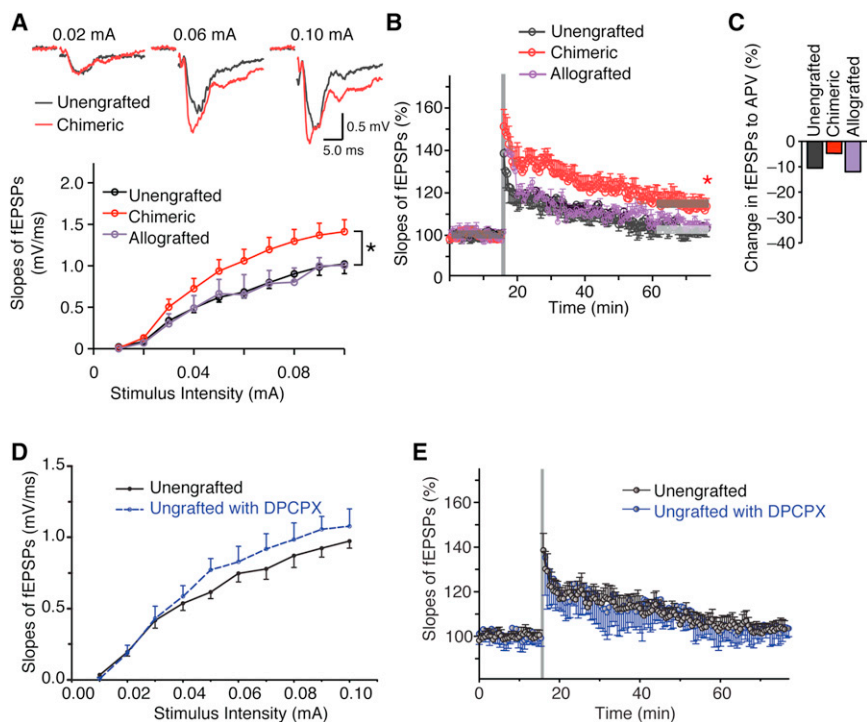 A
0.02 mA
0.06 mA
0.10 mA
Unengrafted
Chimeric
0.5 mV
5.0 ms
Slopes of fEPSPs
(mV/ms)
2.0
1.5
1.0
0.5
0
Unengrafted
Chimeric
Allografted
*
0
0.04
0.08
Stimulus Intensity (mA)
B
Unengrafted
Chimeric
Allografted
Slopes of fEPSPs (%)
160
140
120
100
0
*
20
40
60
Time (min)
C
Unengrafted
Chimeric
Allografted
Change in fEPSPs to APV (%)
0
−10
−20
−30
−40
D
Slopes of fEPSPs (mV/ms)
1.5
1.0
0.5
0.0
Unengrafted
Ungrafted with DPCPX
0.00
0.02
0.04
0.06
0.08
0.10
Stimulus Intensity (mA)
E
Slopes of fEPSPs (%)
160
140
120
100
Unengrafted
Ungrafted with DPCPX
0
20
40
60
Time (min)